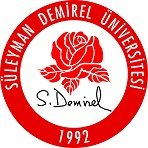 SÜLEYMAN DEMİREL ÜNİVERSİTESİ
S. Demirel
1992